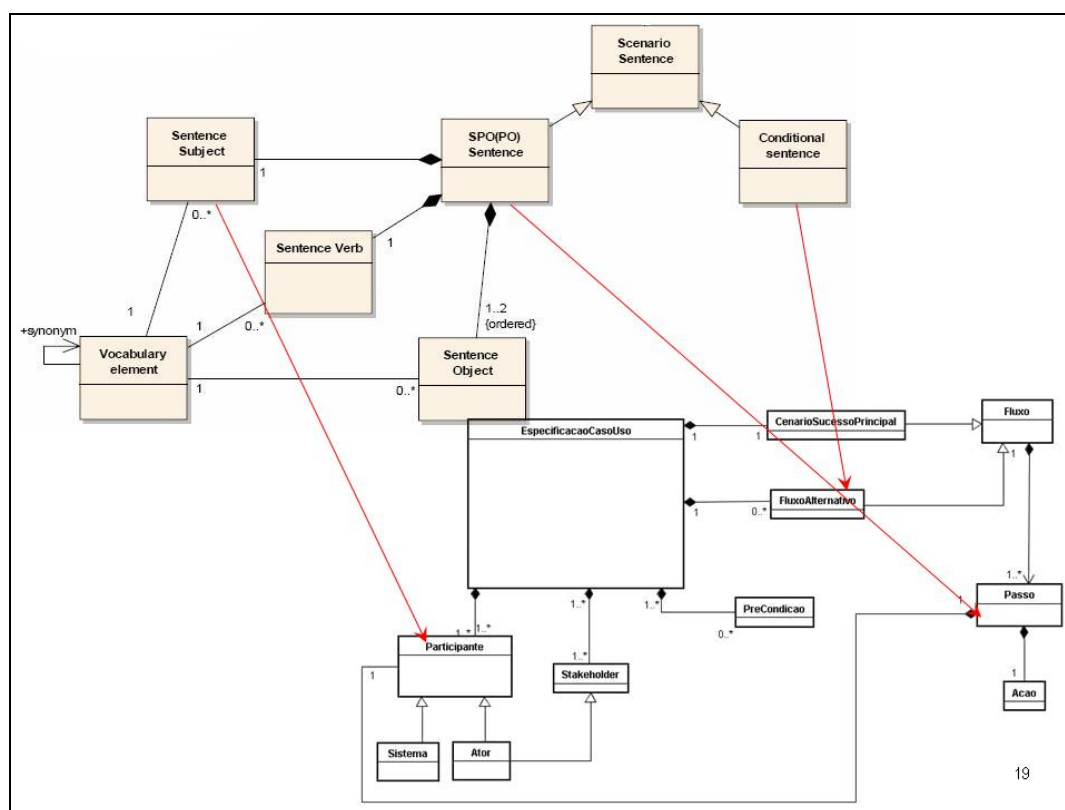 Scenario
Sentence
Sentence
Subject
SPO(PO)
Sentence
Conditional
sentence
1
0..*
Sentence Verb
1
1..2
{ordered}
1
1
0..*
+synonym
Vocabulary
element
1
0..*
Sentence
Object
EspecificacaoCasoUso
1
1
CenarioSucessoPrincipal
Fluxo
1
1
0..*
FluxoAlternativo
1..*
1
Passo
1..*
1..*
1..*
1..*
0..*
PreCondicao
Participante
1
1..*
Stakeholder
1
Acao
Sistema
Ator
19